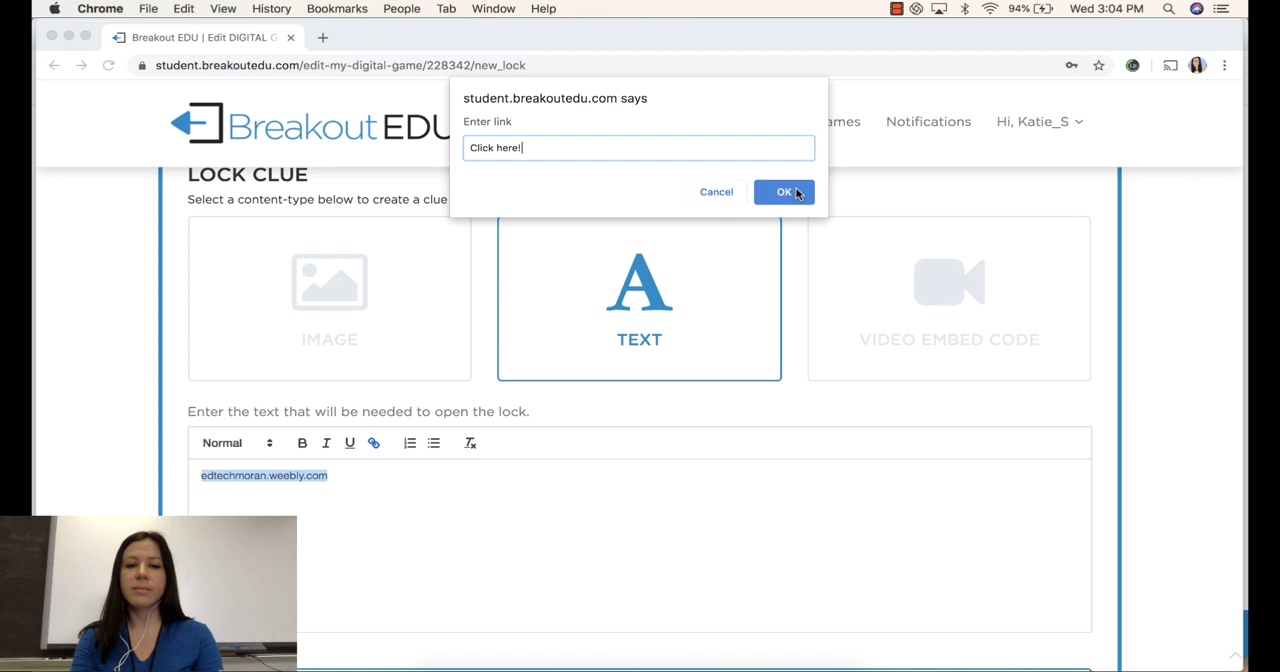 Chrome File Edit View History Bookmarks People Tab Window Help 94% Wed 3:04 PM
Breakout EDU | Edit DIGITAL G
student.breakoutedu.com/edit-my-digital-game/228342/new_lock
student.breakoutedu.com says
Enter link
Click here!
Cancel OK
Breakout EDU ames Notifications Hi, Katie_S
LOCK CLUE
Select a content-type below to create a clue
IMAGE TEXT VIDEO EMBED CODE
A
Enter the text that will be needed to open the lock.
Normal B I U Tx
edtechmoran.weebly.com